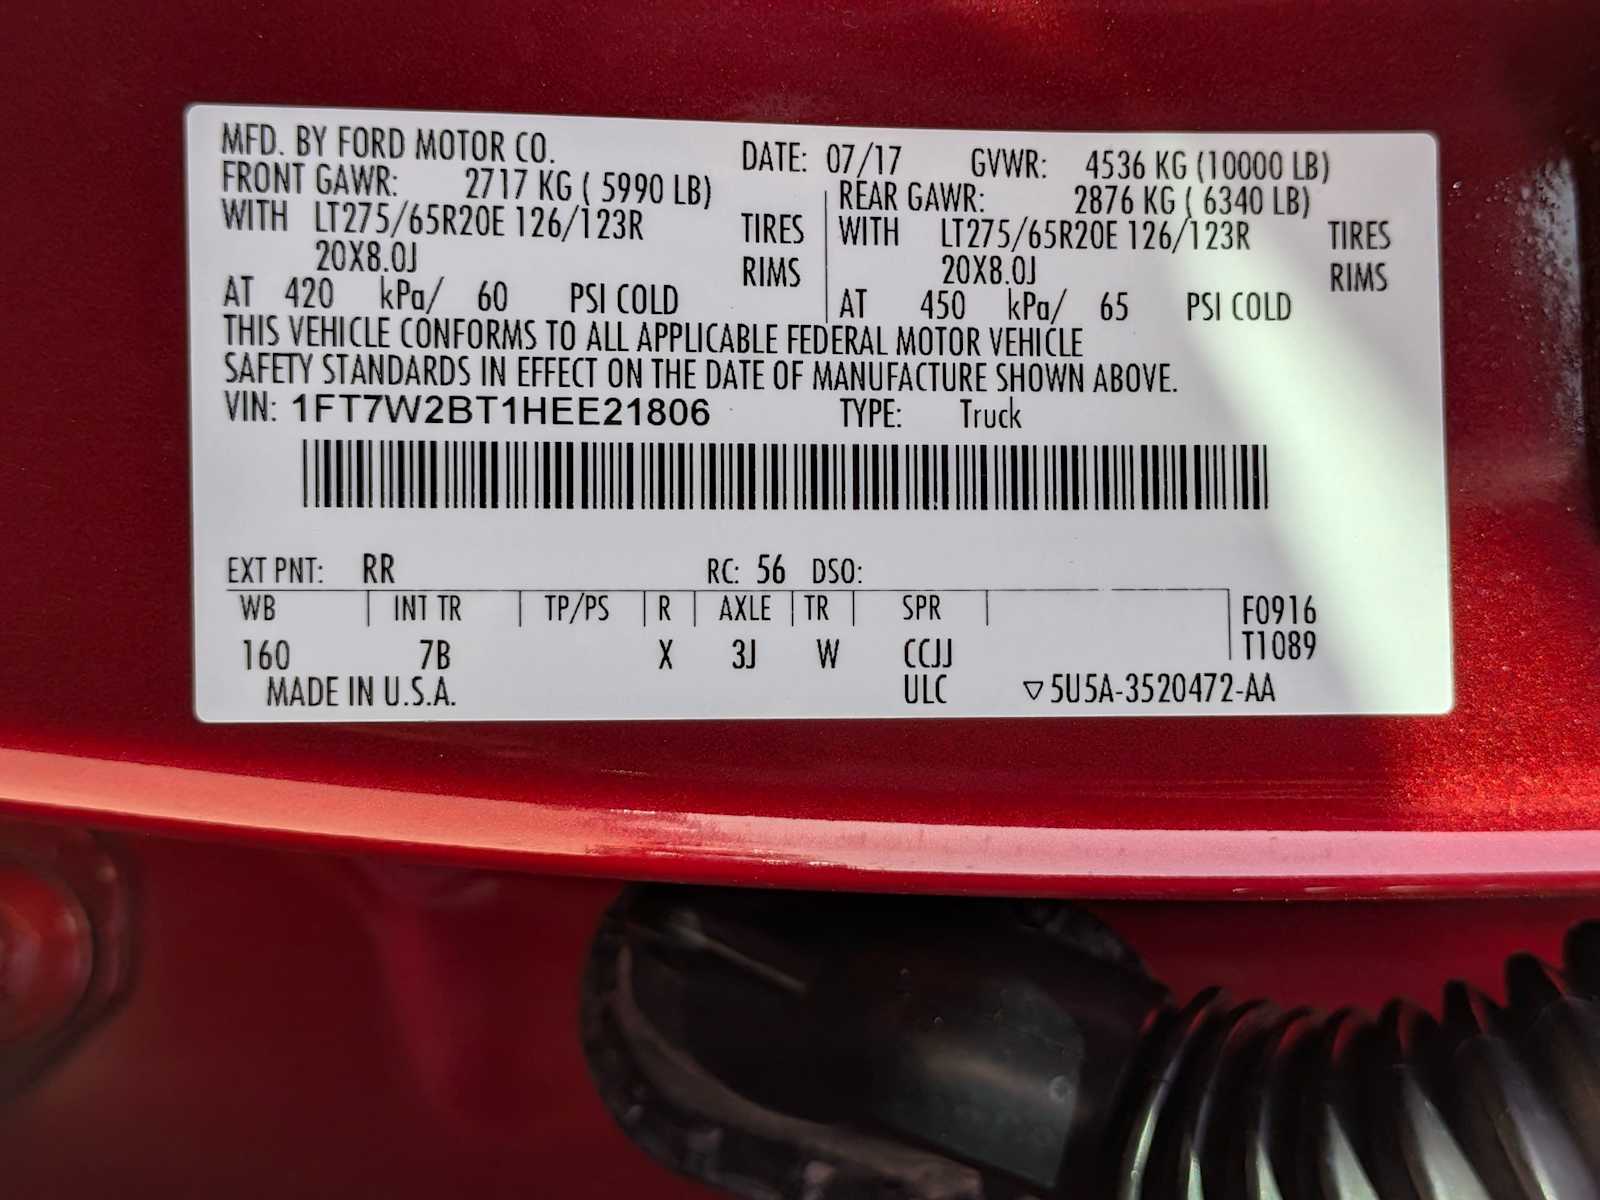 MFD. BY FORD MOTOR CO. DATE: 07/17 GVWR: 4536 KG (10000 LB)
FRONT GAWR: 2717 KG ( 5990 LB) REAR GAWR: 2876 KG ( 6340 LB)
WITH LT275/65R20E 126/123R TIRES WITH LT275/65R20E 126/123R TIRES
20X8.0J RIMS 20X8.0J RIMS
AT 420 kPa/ 60 PSI COLD AT 450 kPa/ 65 PSI COLD
THIS VEHICLE CONFORMS TO ALL APPLICABLE FEDERAL MOTOR VEHICLE
SAFETY STANDARDS IN EFFECT ON THE DATE OF MANUFACTURE SHOWN ABOVE.
VIN: 1FT7W2BT1HEE21806 TYPE: Truck
EXT PNT: RR RC: 56 DSO:
WB INT TR TP/PS R AXLE TR SPR F0916
160 7B X 3J W CCJJ T1089
MADE IN U.S.A. ULC ▽5U5A-3520472-AA